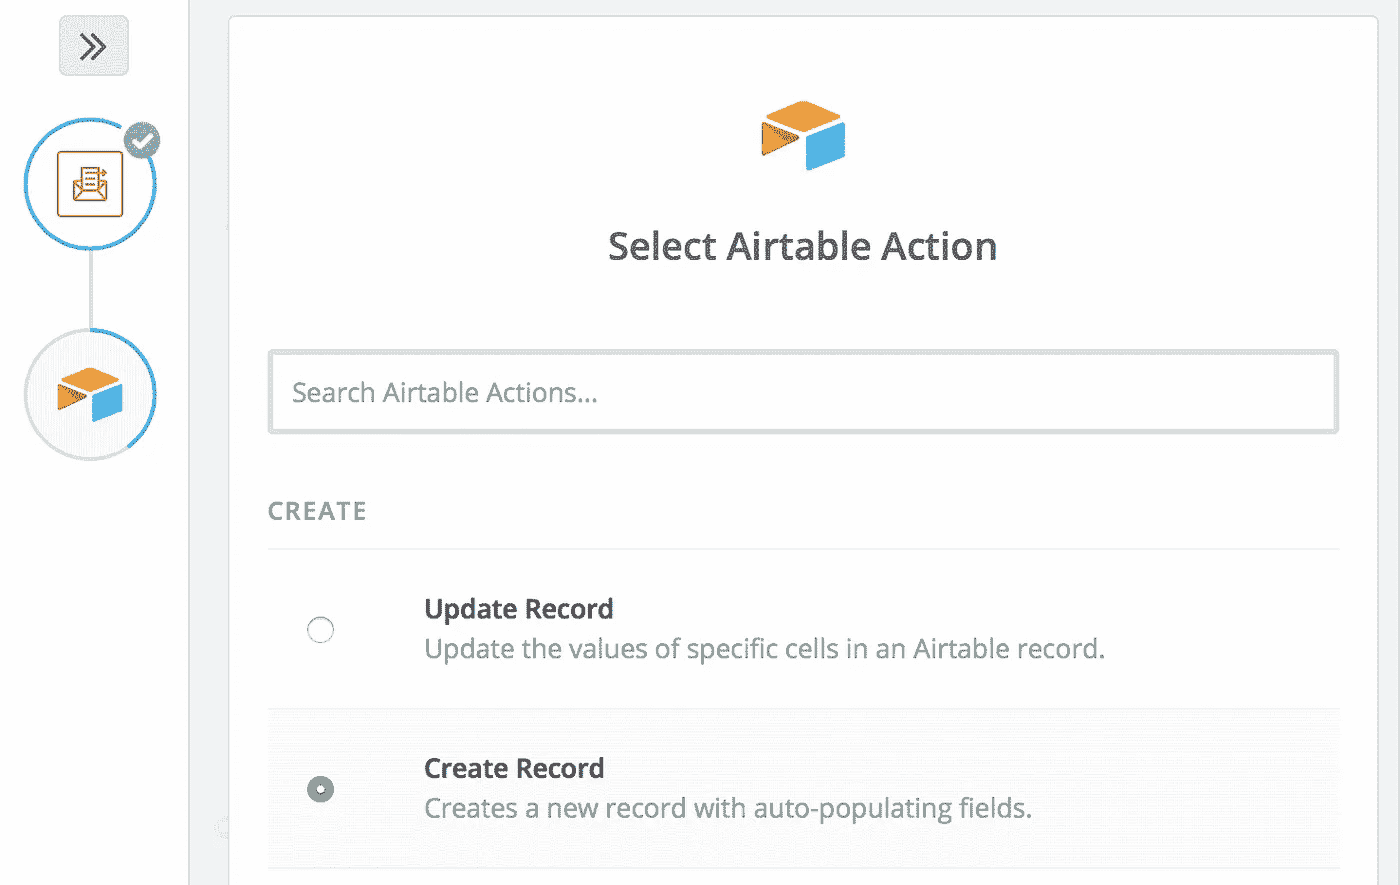 Select Airtable Action
Search Airtable Actions...
CREATE
Update Record
Update the values of specific cells in an Airtable record.
Create Record
Creates a new record with auto-populating fields.